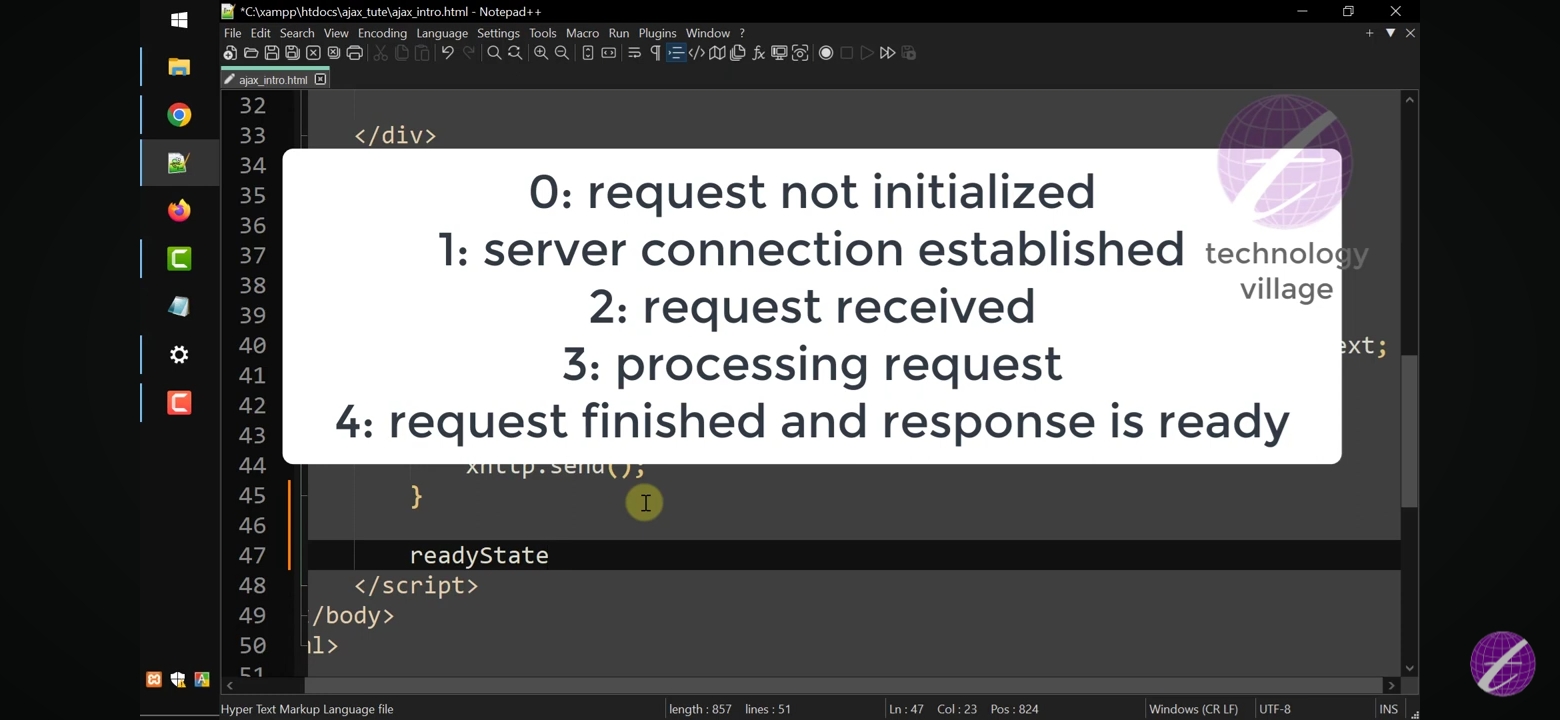 *C:\xampp\htdocs\ajax_tute\ajax_intro.html - Notepad++
File Edit Search View Encoding Language Settings Tools Macro Run Plugins Window ?
ajax_intro.html
32
33 </div>
34
0: request not initialized
35
36
1: server connection established
technology
37
38
village
2: request received
39
40 ext;
3: processing request
41
42
4: request finished and response is ready
43
44 xhttp.send();
45 }
46
47 readyState
48 </script>
49 /body>
50 l>
51
Hyper Text Markup Language file length : 857 lines : 51 Ln : 47 Col : 23 Pos : 824 Windows (CR LF) UTF-8 INS